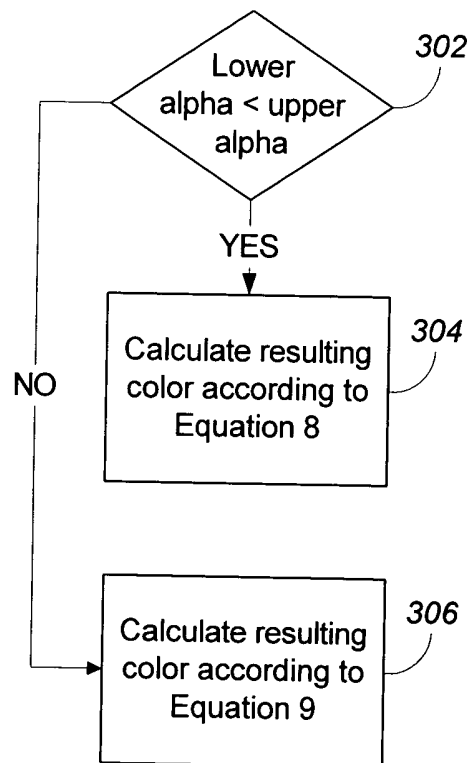 302
Lower
alpha < upper
alpha
YES
304
Calculate resulting
color according to
Equation 8
NO
306
Calculate resulting
color according to
Equation 9